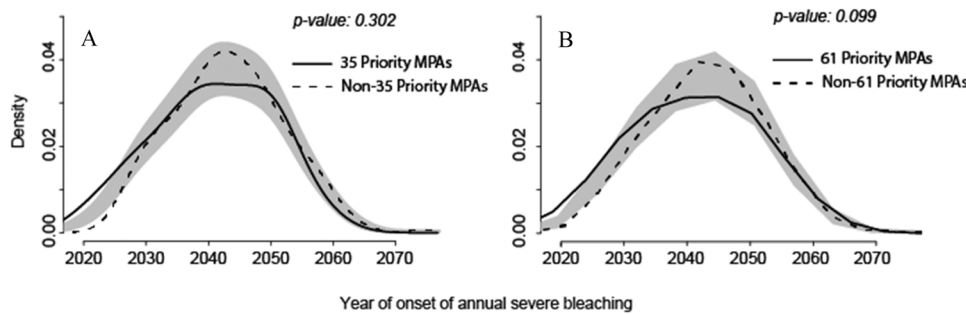 A
p-value: 0.302
35 Priority MPAs
Non-35 Priority MPAs
Density
0.00
0.02
0.04
2020 2030 2040 2050 2060 2070
B
p-value: 0.099
61 Priority MPAs
Non-61 Priority MPAs
0.00
0.02
0.04
2020 2030 2040 2050 2060 2070
Year of onset of annual severe bleaching